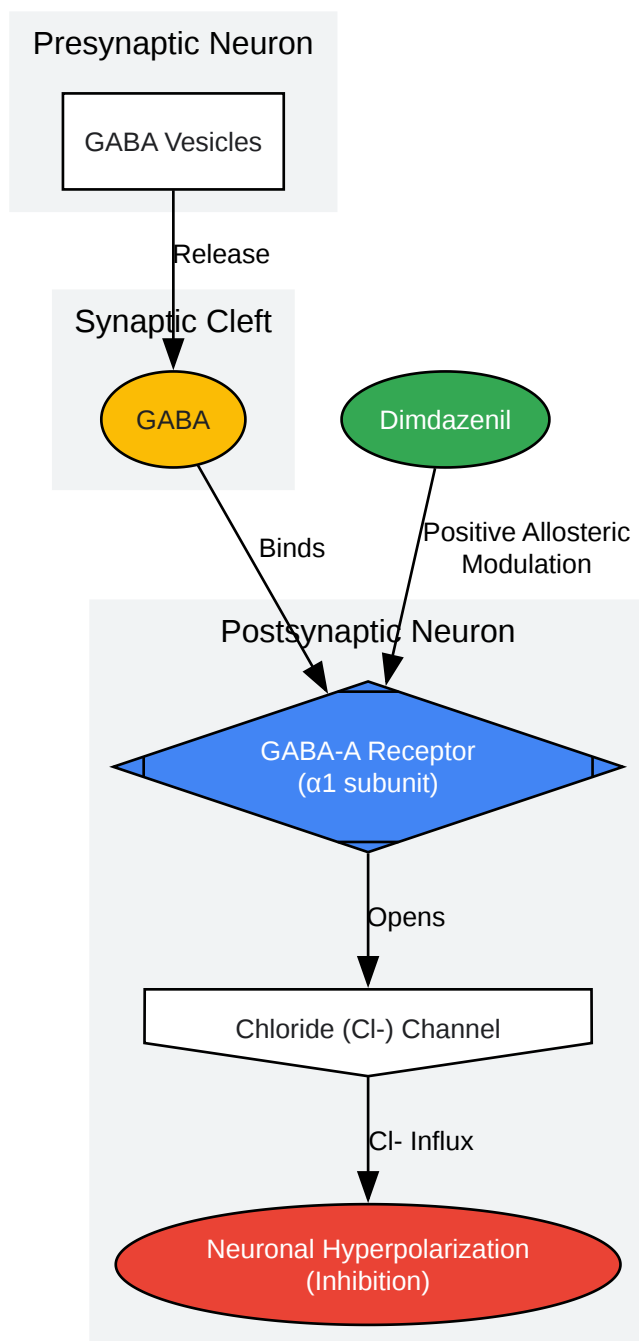 Presynaptic Neuron
GABA Vesicles
Release
Synaptic Cleft
GABA
Dimdazenil
Binds
Positive Allosteric
Modulation
Postsynaptic Neuron
GABA-A Receptor
(α1 subunit)
Opens
Chloride (Cl-) Channel
Cl- Influx
Neuronal Hyperpolarization
(Inhibition)